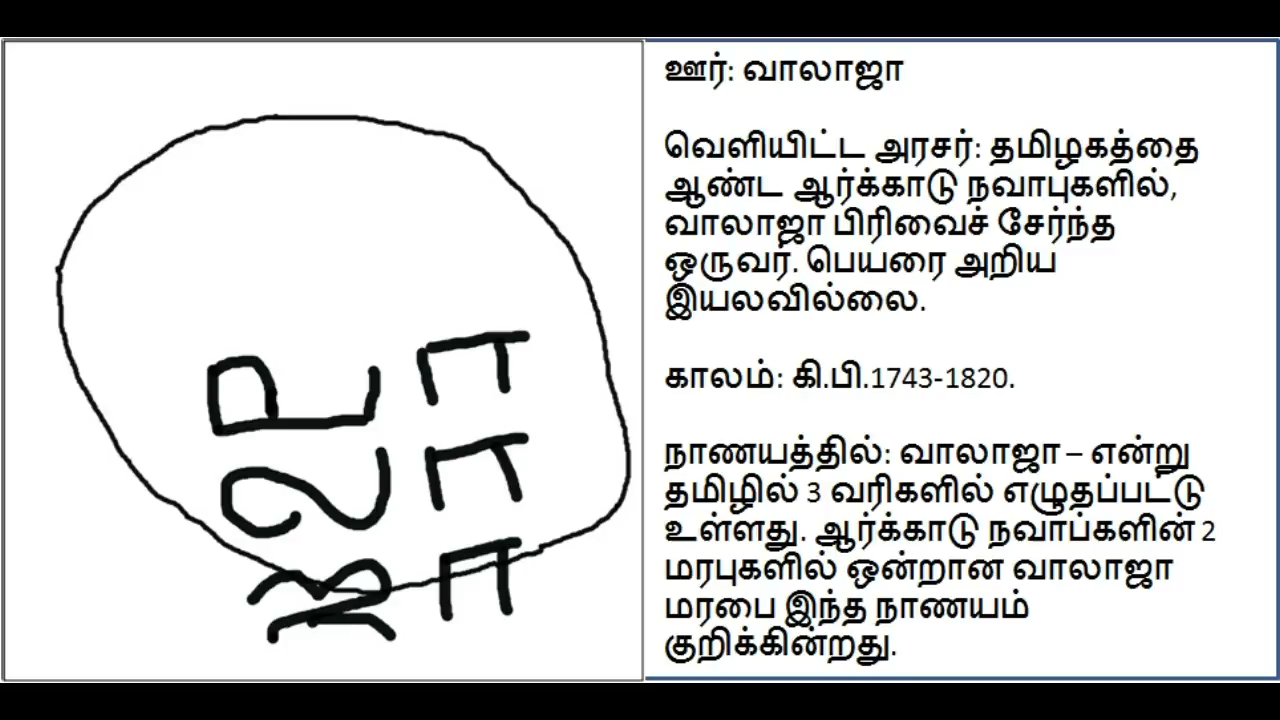 வா
லா
ஜா
ஊர்: வாலாஜா
வெளியிட்ட அரசர்: தமிழகத்தை
ஆண்ட ஆர்க்காடு நவாபுகளில்,
வாலாஜா பிரிவைச் சேர்ந்த
ஒருவர். பெயரை அறிய
இயலவில்லை.
காலம்: கி.பி.1743-1820.
நாணயத்தில்: வாலாஜா – என்று
தமிழில் 3 வரிகளில் எழுதப்பட்டு
உள்ளது. ஆர்க்காடு நவாப்களின் 2
மரபுகளில் ஒன்றான வாலாஜா
மரபை இந்த நாணயம்
குறிக்கின்றது.